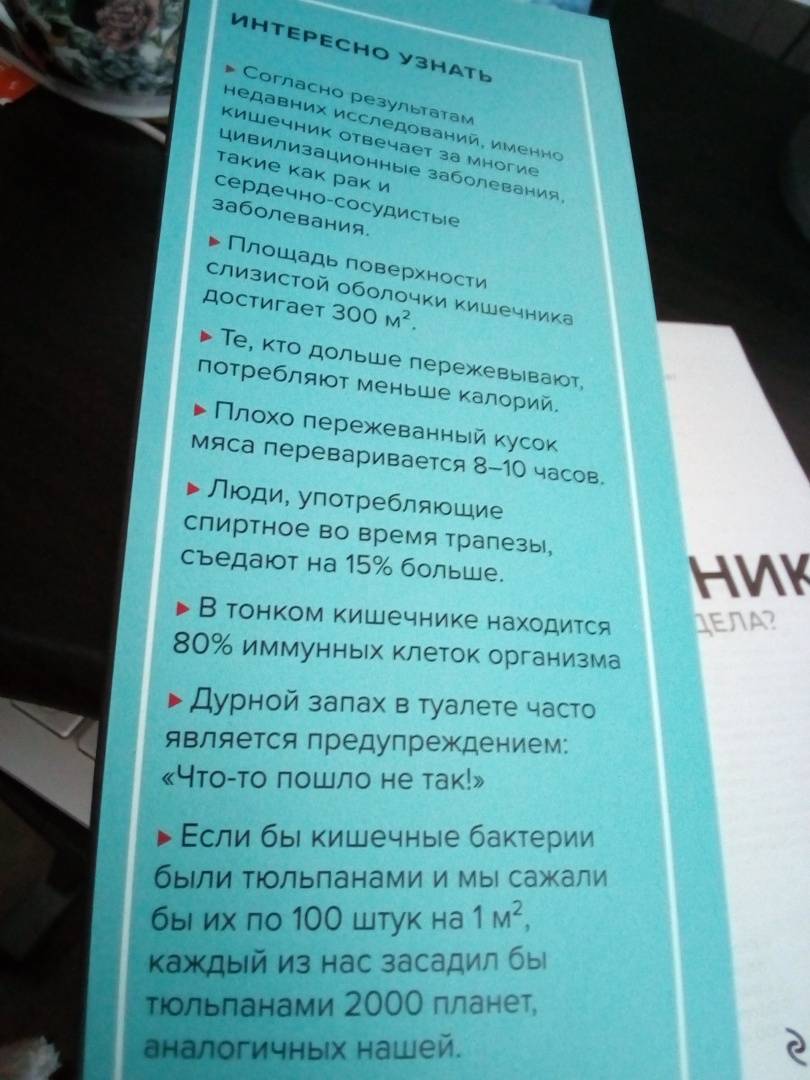 ИНТЕРЕСНО УЗНАТЬ
▸ Согласно результатам
недавних исследований, именно
кишечник отвечает за многие
цивилизационные заболевания,
такие как рак и
сердечно-сосудистые
заболевания.
▸ Площадь поверхности
слизистой оболочки кишечника
достигает 300 м².
▸ Те, кто дольше пережевывают,
потребляют меньше калорий.
▸ Плохо пережеванный кусок
мяса переваривается 8–10 часов.
▸ Люди, употребляющие
спиртное во время трапезы,
съедают на 15% больше.
▸ В тонком кишечнике находится
80% иммунных клеток организма
▸ Дурной запах в туалете часто
является предупреждением:
«Что-то пошло не так!»
▸ Если бы кишечные бактерии
были тюльпанами и мы сажали
бы их по 100 штук на 1 м²,
каждый из нас засадил бы
тюльпанами 2000 планет,
аналогичных нашей.
НИК
ДЕЛА?